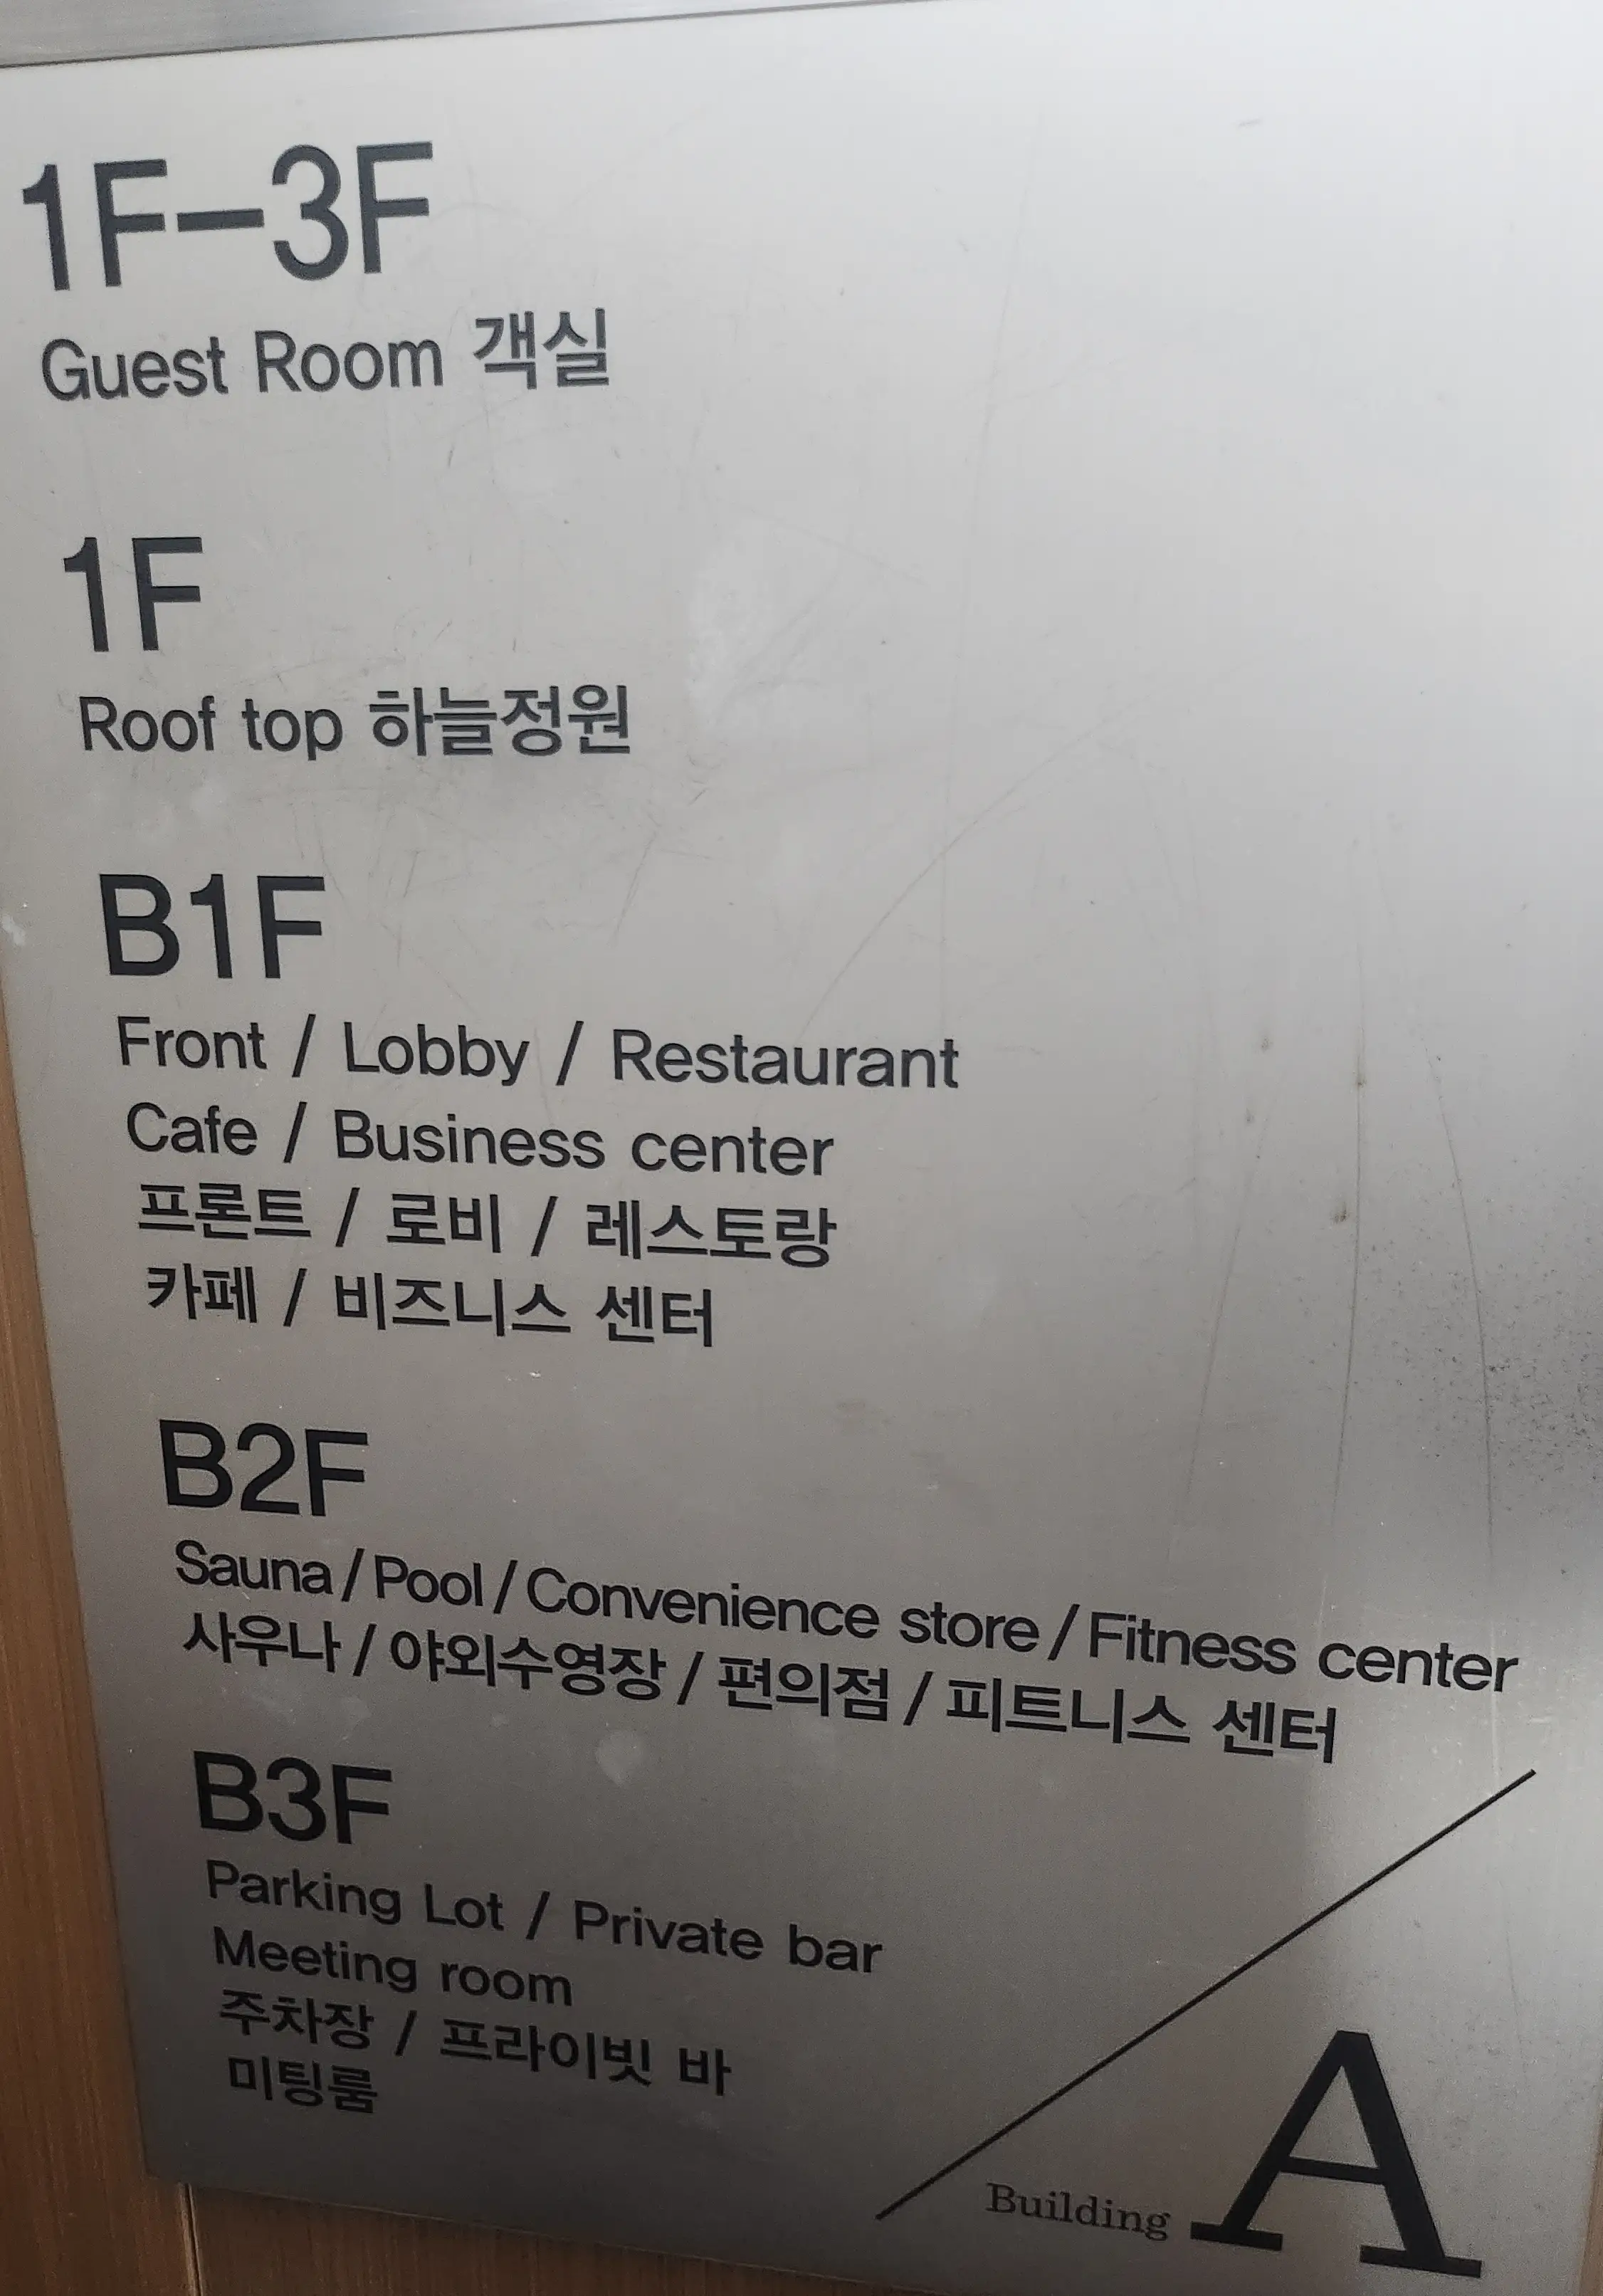 1F–3F
Guest Room 객실
1F
Roof top 하늘정원
B1F
Front / Lobby / Restaurant
Cafe / Business center
프론트 / 로비 / 레스토랑
카페 / 비즈니스 센터
B2F
Sauna/Pool/Convenience store/Fitness center
사우나/야외수영장/편의점/피트니스 센터
B3F
Parking Lot / Private bar
Meeting room
주차장 / 프라이빗 바
미팅룸
Building A